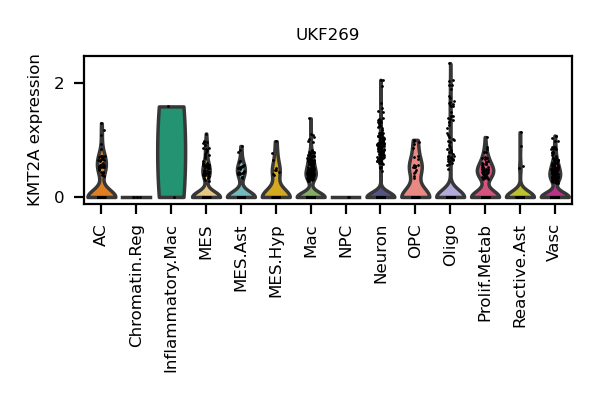 UKF269
KMT2A expression
2
0
AC
Chromatin.Reg
Inflammatory.Mac
MES
MES.Ast
MES.Hyp
Mac
NPC
Neuron
OPC
Oligo
Prolif.Metab
Reactive.Ast
Vasc